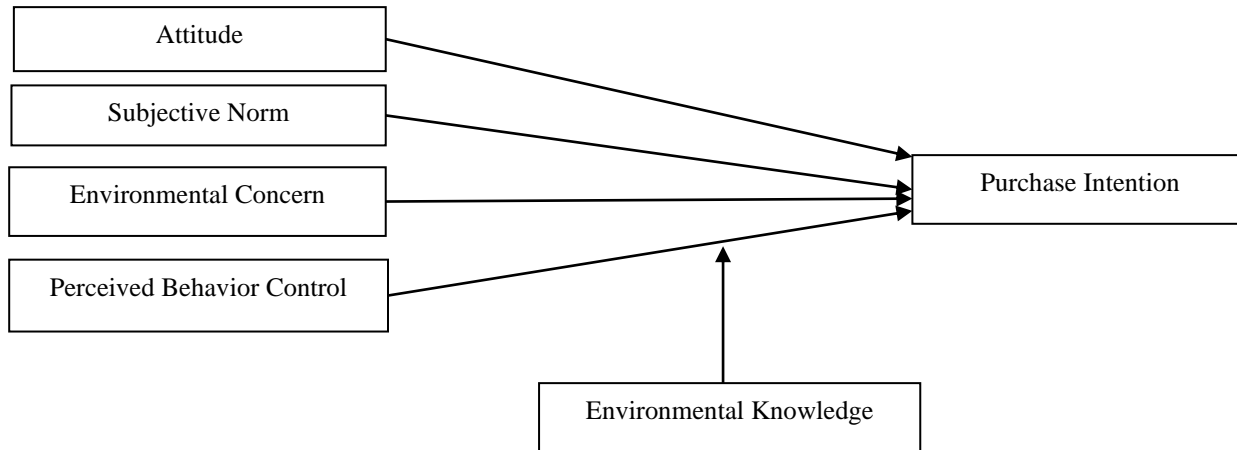 Attitude
Subjective Norm
Environmental Concern
Perceived Behavior Control
Purchase Intention
Environmental Knowledge